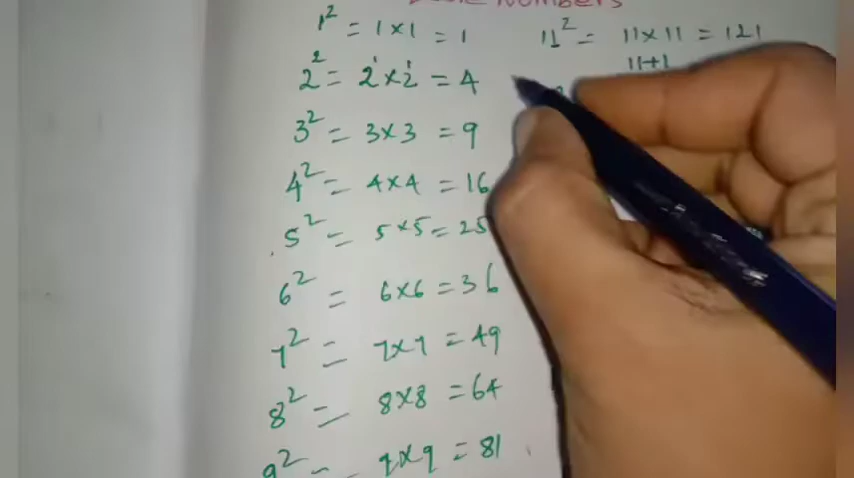 Numbers
1² = 1×1 = 1
2² = 2×2 = 4
3² = 3×3 = 9
4² = 4×4 = 16
5² = 5×5 = 25
6² = 6×6 = 36
7² = 7×7 = 49
8² = 8×8 = 64
9² = 9×9 = 81
11² = 11×11 = 121
11+1